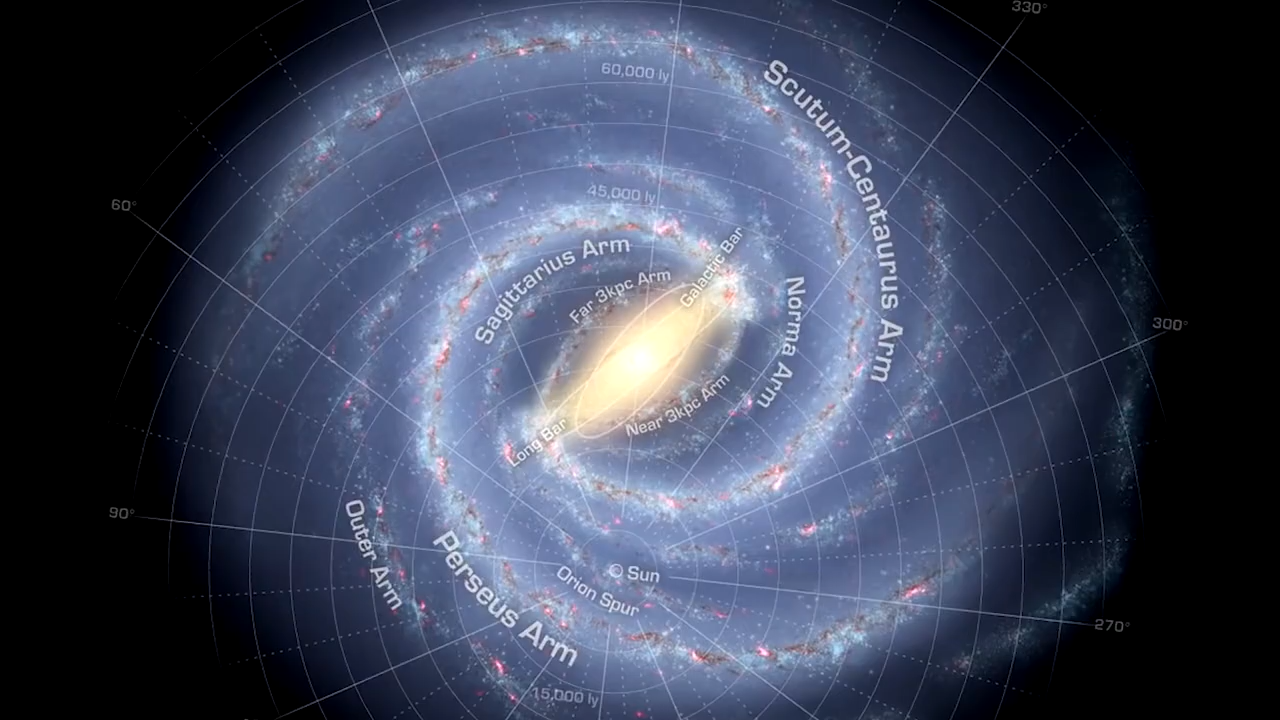 330°
60,000 ly
Scutum-Centaurus Arm
45,000 ly
60°
Sagittarius Arm
Galactic Bar
Far 3kpc Arm
Norma Arm
300°
Near 3kpc Arm
Long Bar
90°
Outer Arm
Perseus Arm
Sun
Orion Spur
270°
15,000 ly